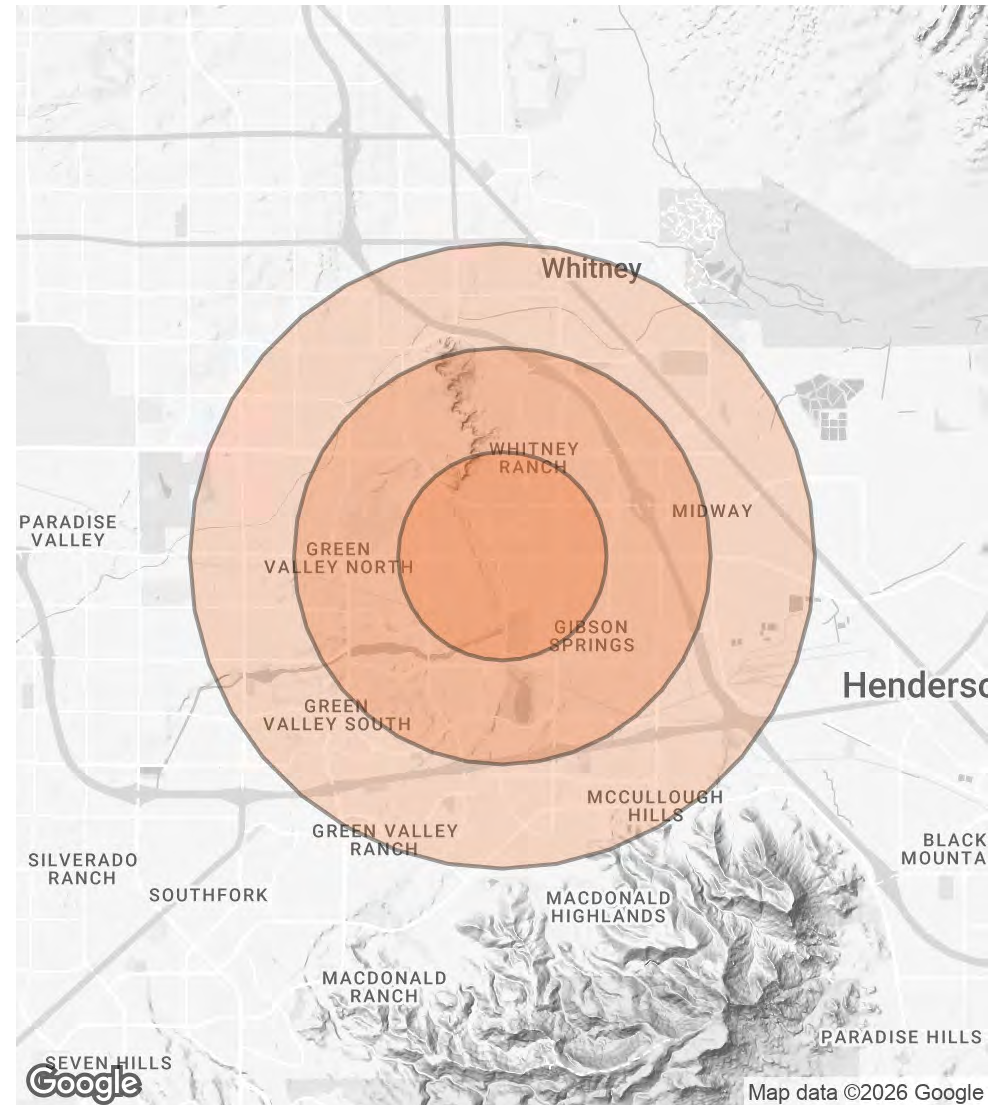 Whitney
WHITNEY
RANCH
MIDWAY
PARADISE
VALLEY
GREEN
VALLEY NORTH
GIBSON
SPRINGS
Henderso
GREEN
VALLEY SOUTH
MCCULLOUGH
HILLS
GREEN VALLEY
RANCH
BLACK
MOUNTA
SILVERADO
RANCH
SOUTHFORK
MACDONALD
HIGHLANDS
MACDONALD
RANCH
PARADISE HILLS
SEVEN HILLS
Google
Map data ©2026 Google